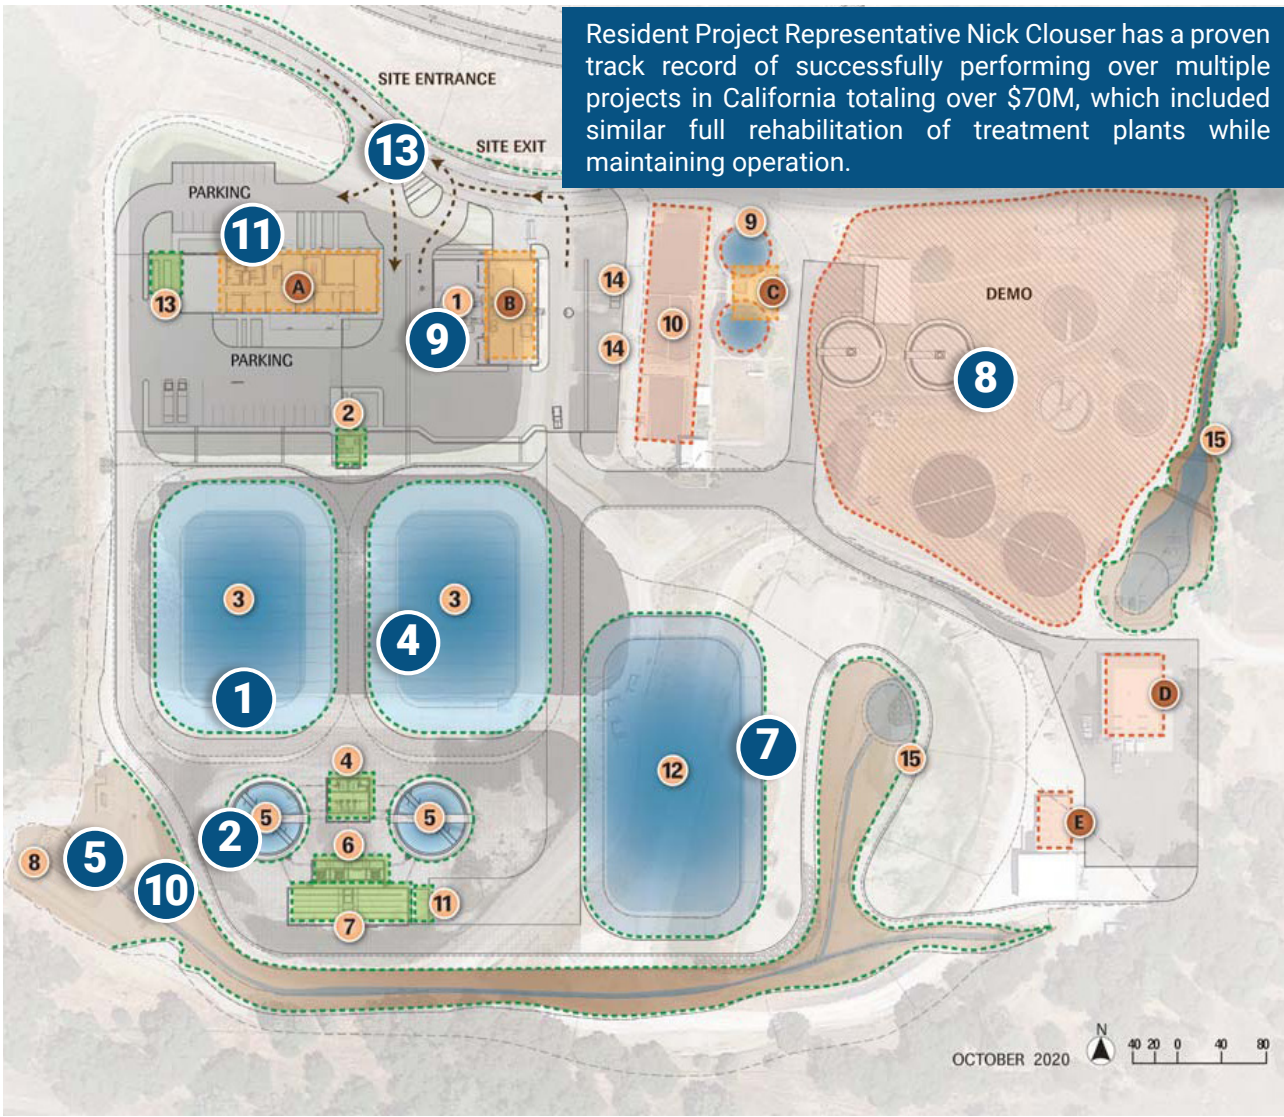 Resident Project Representative Nick Clouser has a proven
track record of successfully performing over multiple
projects in California totaling over $70M, which included
similar full rehabilitation of treatment plants while
maintaining operation.
SITE ENTRANCE
13
SITE EXIT
PARKING
11
9
A
13
1
B
14
C
DEMO
10
9
14
8
PARKING
2
15
3
3
4
1
D
7
12
15
4
5
5
2
E
6
8
5
10
11
7
N
OCTOBER 2020
40 20 0 40 80